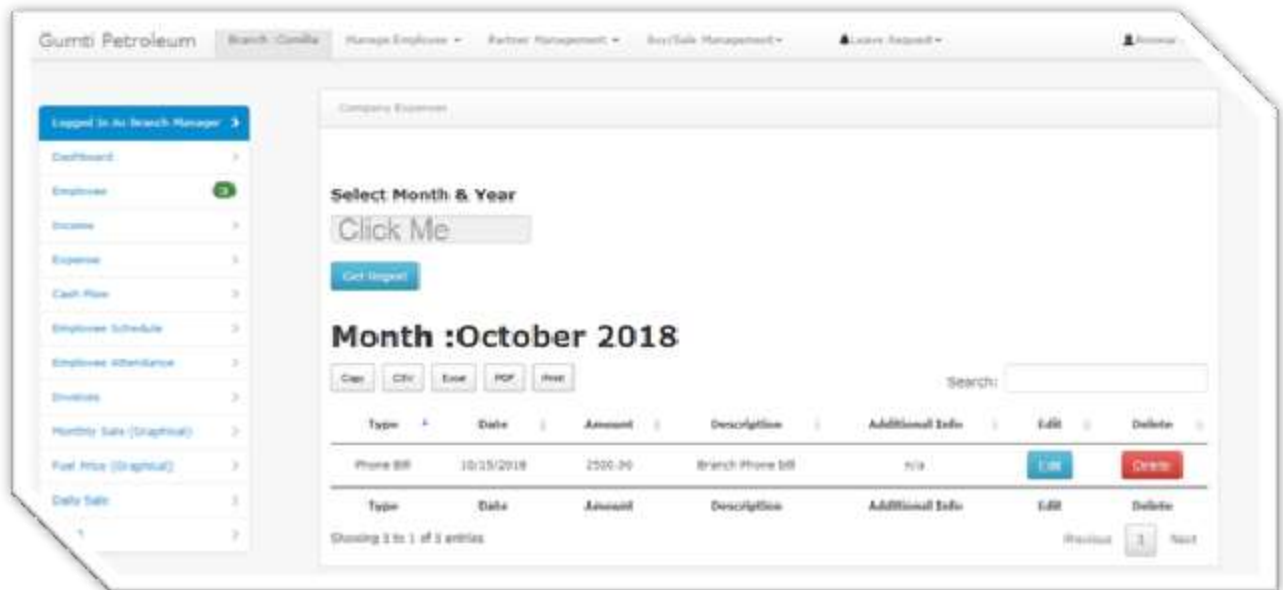 Gumti Petroleum
Branch :Comilla
Manage Employee
Partner Management
Buy/Sale Management
Leave Request
Logged In As Branch Manager
Dashboard
Employee 3
Income
Expense
Cash Flow
Employee Schedule
Employee Attendance
Invoices
Monthly Sale (Graphical)
Fuel Price (Graphical)
Daily Sale
Company Expenses
Select Month & Year
Click Me
Get Report
Month :October 2018
Copy CSV Excel PDF Print
Search:
Type Date Amount Description Additional Info Edit Delete
Phone Bill 10/15/2018 2500.00 Branch Phone bill n/a Edit Delete
Type Date Amount Description Additional Info Edit Delete
Showing 1 to 1 of 1 entries
Previous 1 Next